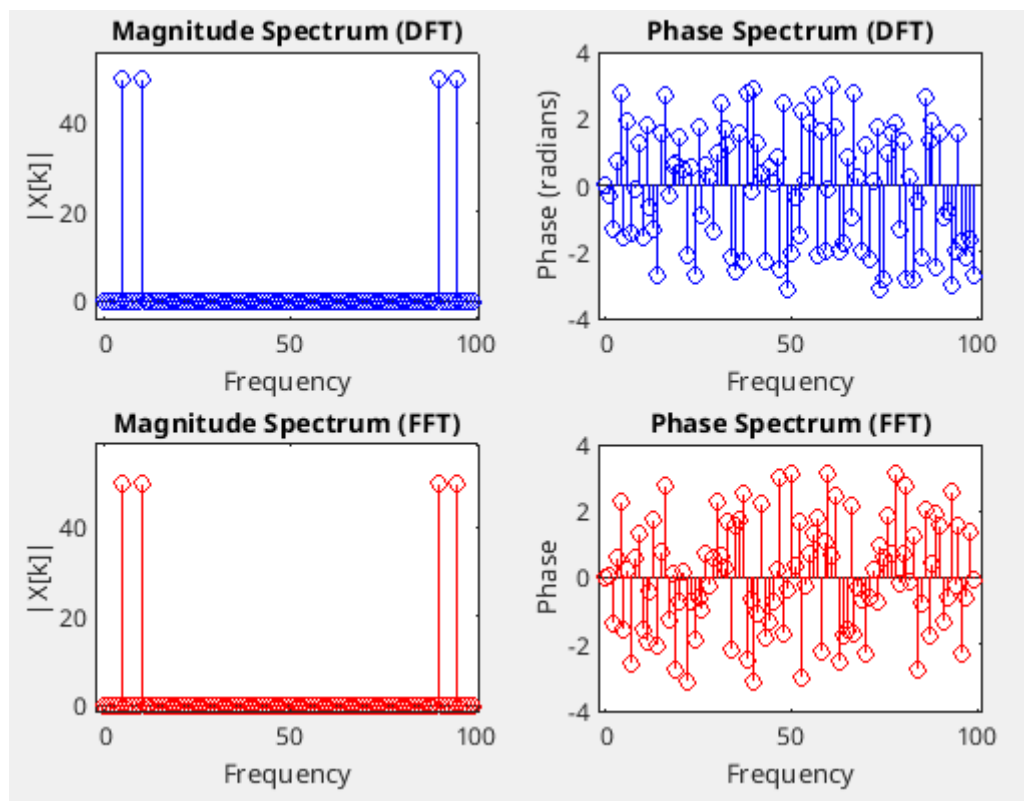 Magnitude Spectrum (DFT)
|X[k]|
40
20
0
0 50 100
Frequency
Phase Spectrum (DFT)
Phase (radians)
4
2
0
-2
-4
0 50 100
Frequency
Magnitude Spectrum (FFT)
|X[k]|
40
20
0
0 50 100
Frequency
Phase Spectrum (FFT)
Phase
4
2
0
-2
-4
0 50 100
Frequency